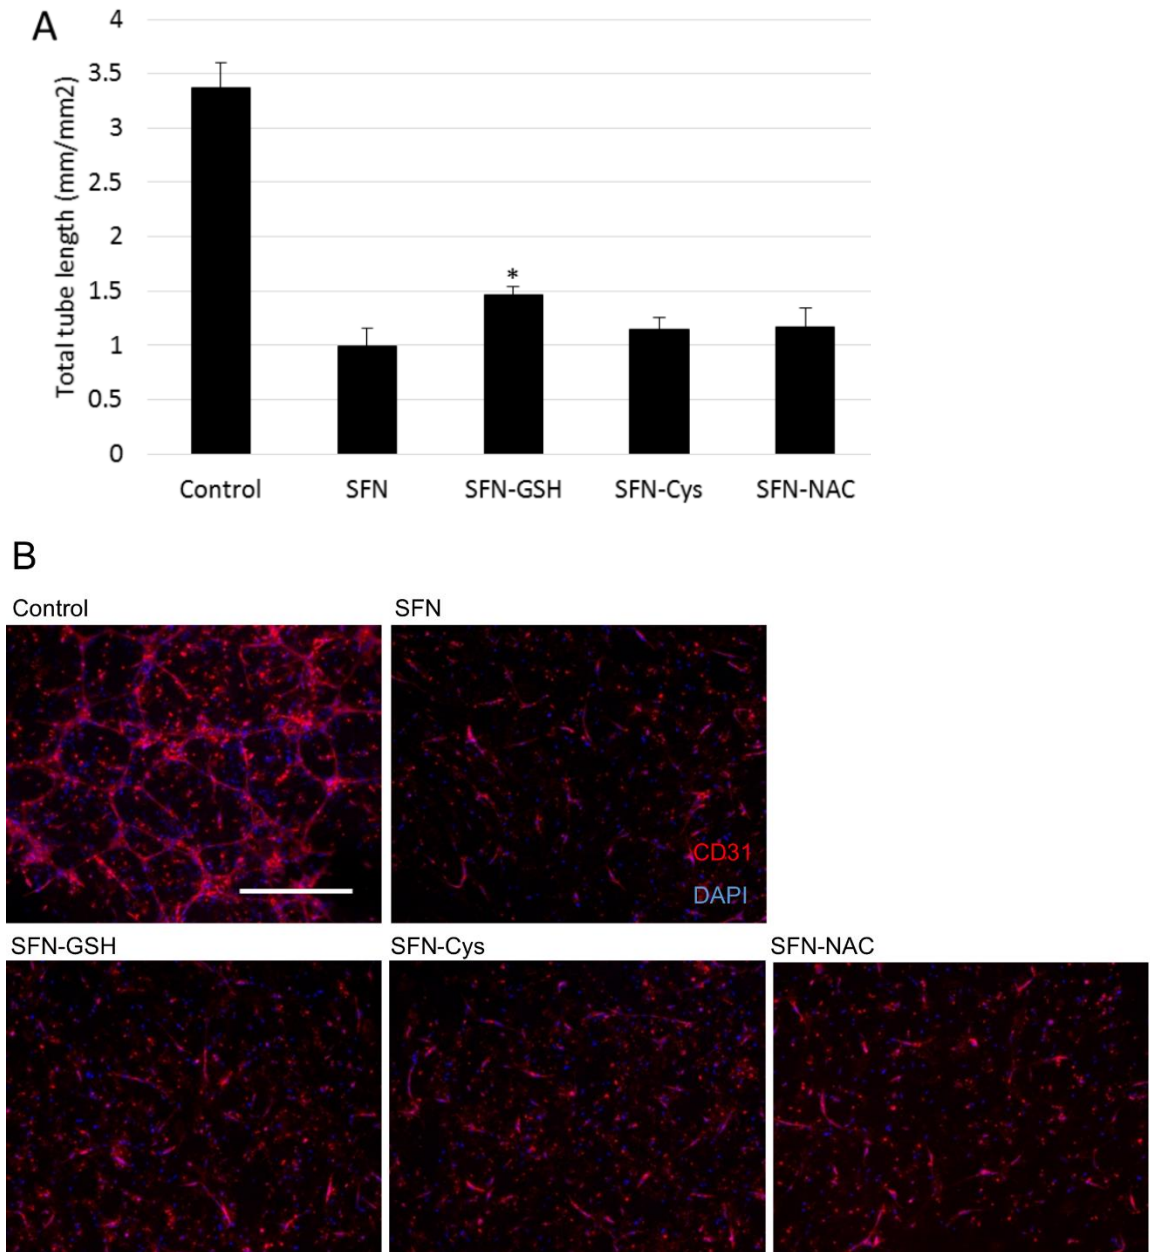 A
Total tube length (mm/mm2)
4
3.5
3
2.5
2
1.5
1
0.5
0
*
Control SFN SFN-GSH SFN-Cys SFN-NAC
B
Control SFN
CD31
DAPI
SFN-GSH SFN-Cys SFN-NAC